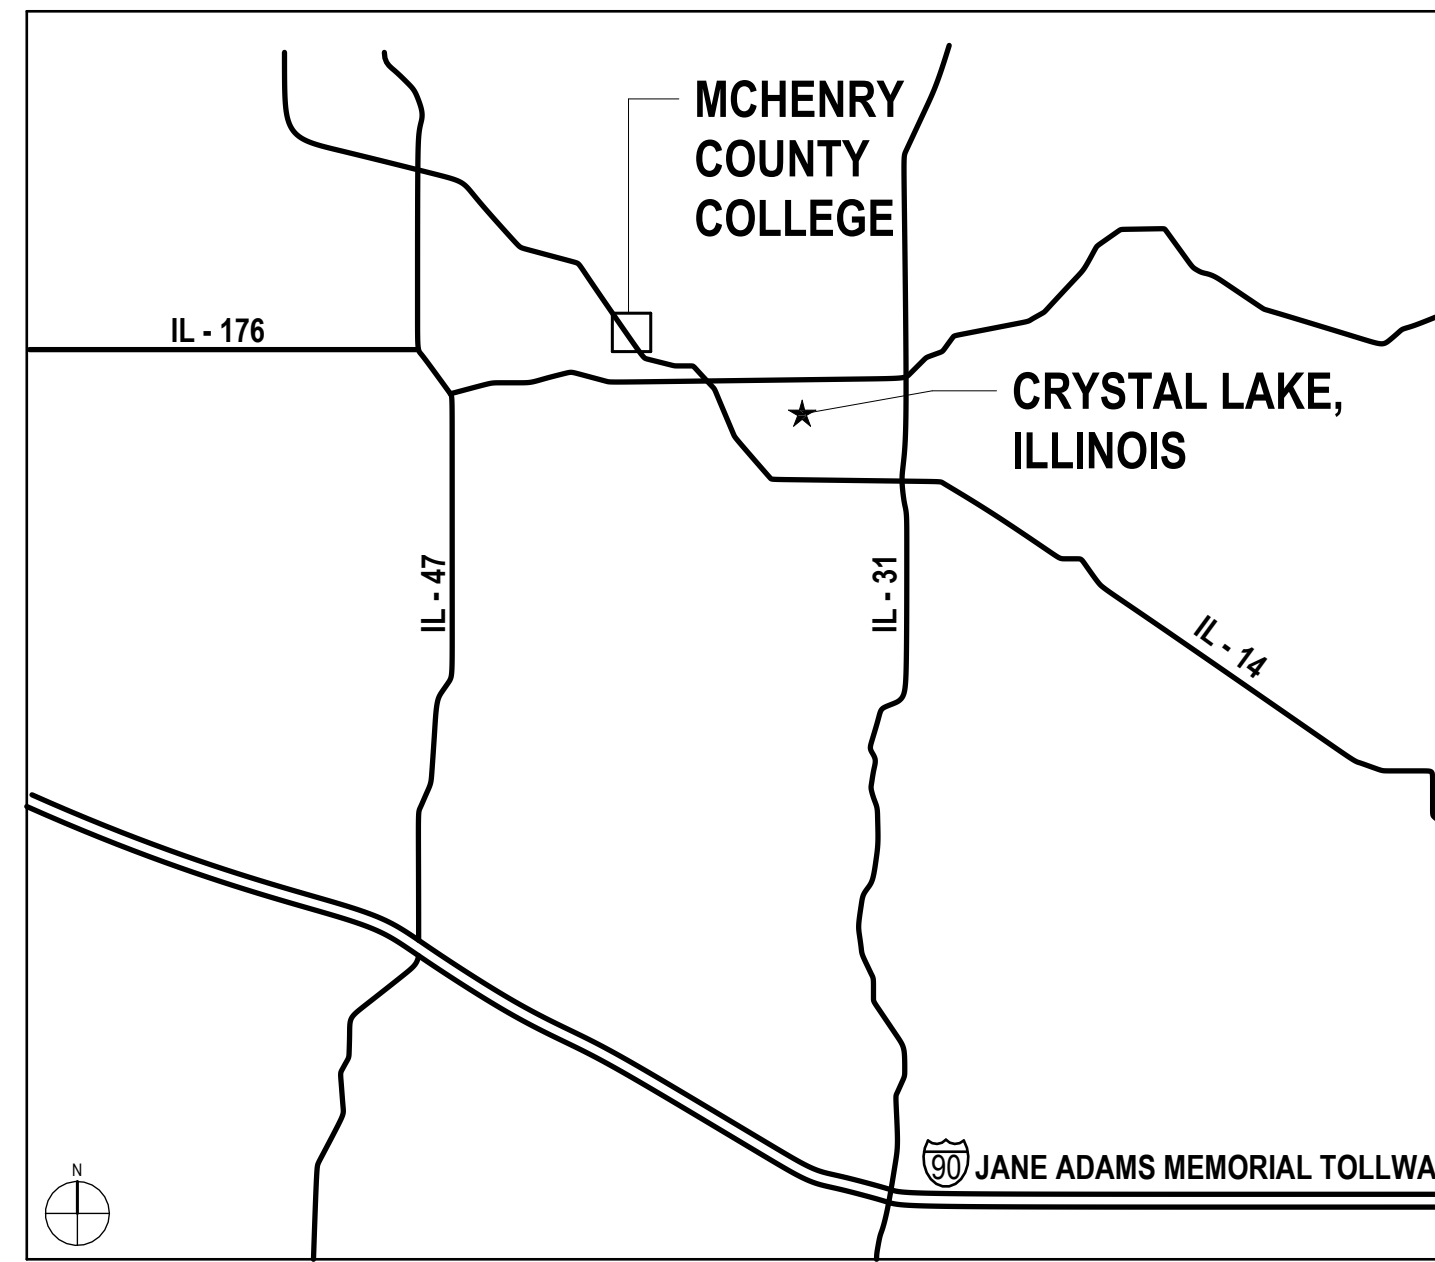 MCHENRY
COUNTY
COLLEGE
IL - 176
CRYSTAL LAKE,
ILLINOIS
IL - 47
IL - 31
IL - 14
90 JANE ADAMS MEMORIAL TOLLWA
N